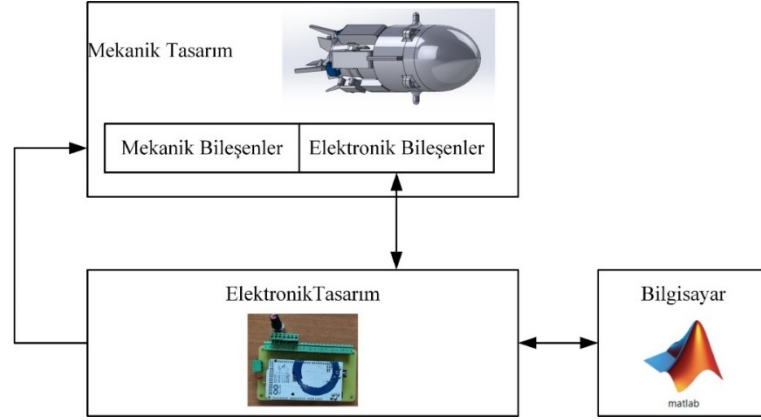 Mekanik Tasarım
Mekanik Bileşenler
Elektronik Bileşenler
ElektronikTasarım
Bilgisayar
matlab